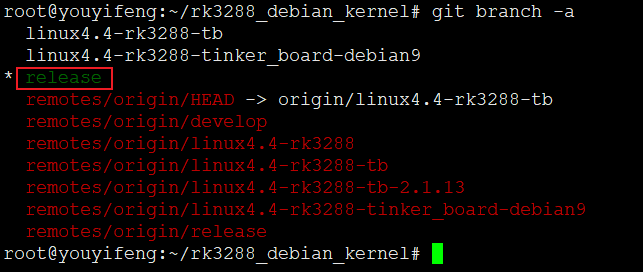 root@youyifeng:~/rk3288_debian_kernel# git branch -a
linux4.4-rk3288-tb
linux4.4-rk3288-tinker_board-debian9
* release
remotes/origin/HEAD -> origin/linux4.4-rk3288-tb
remotes/origin/develop
remotes/origin/linux4.4-rk3288
remotes/origin/linux4.4-rk3288-tb
remotes/origin/linux4.4-rk3288-tb-2.1.13
remotes/origin/linux4.4-rk3288-tinker_board-debian9
remotes/origin/release
root@youyifeng:~/rk3288_debian_kernel#